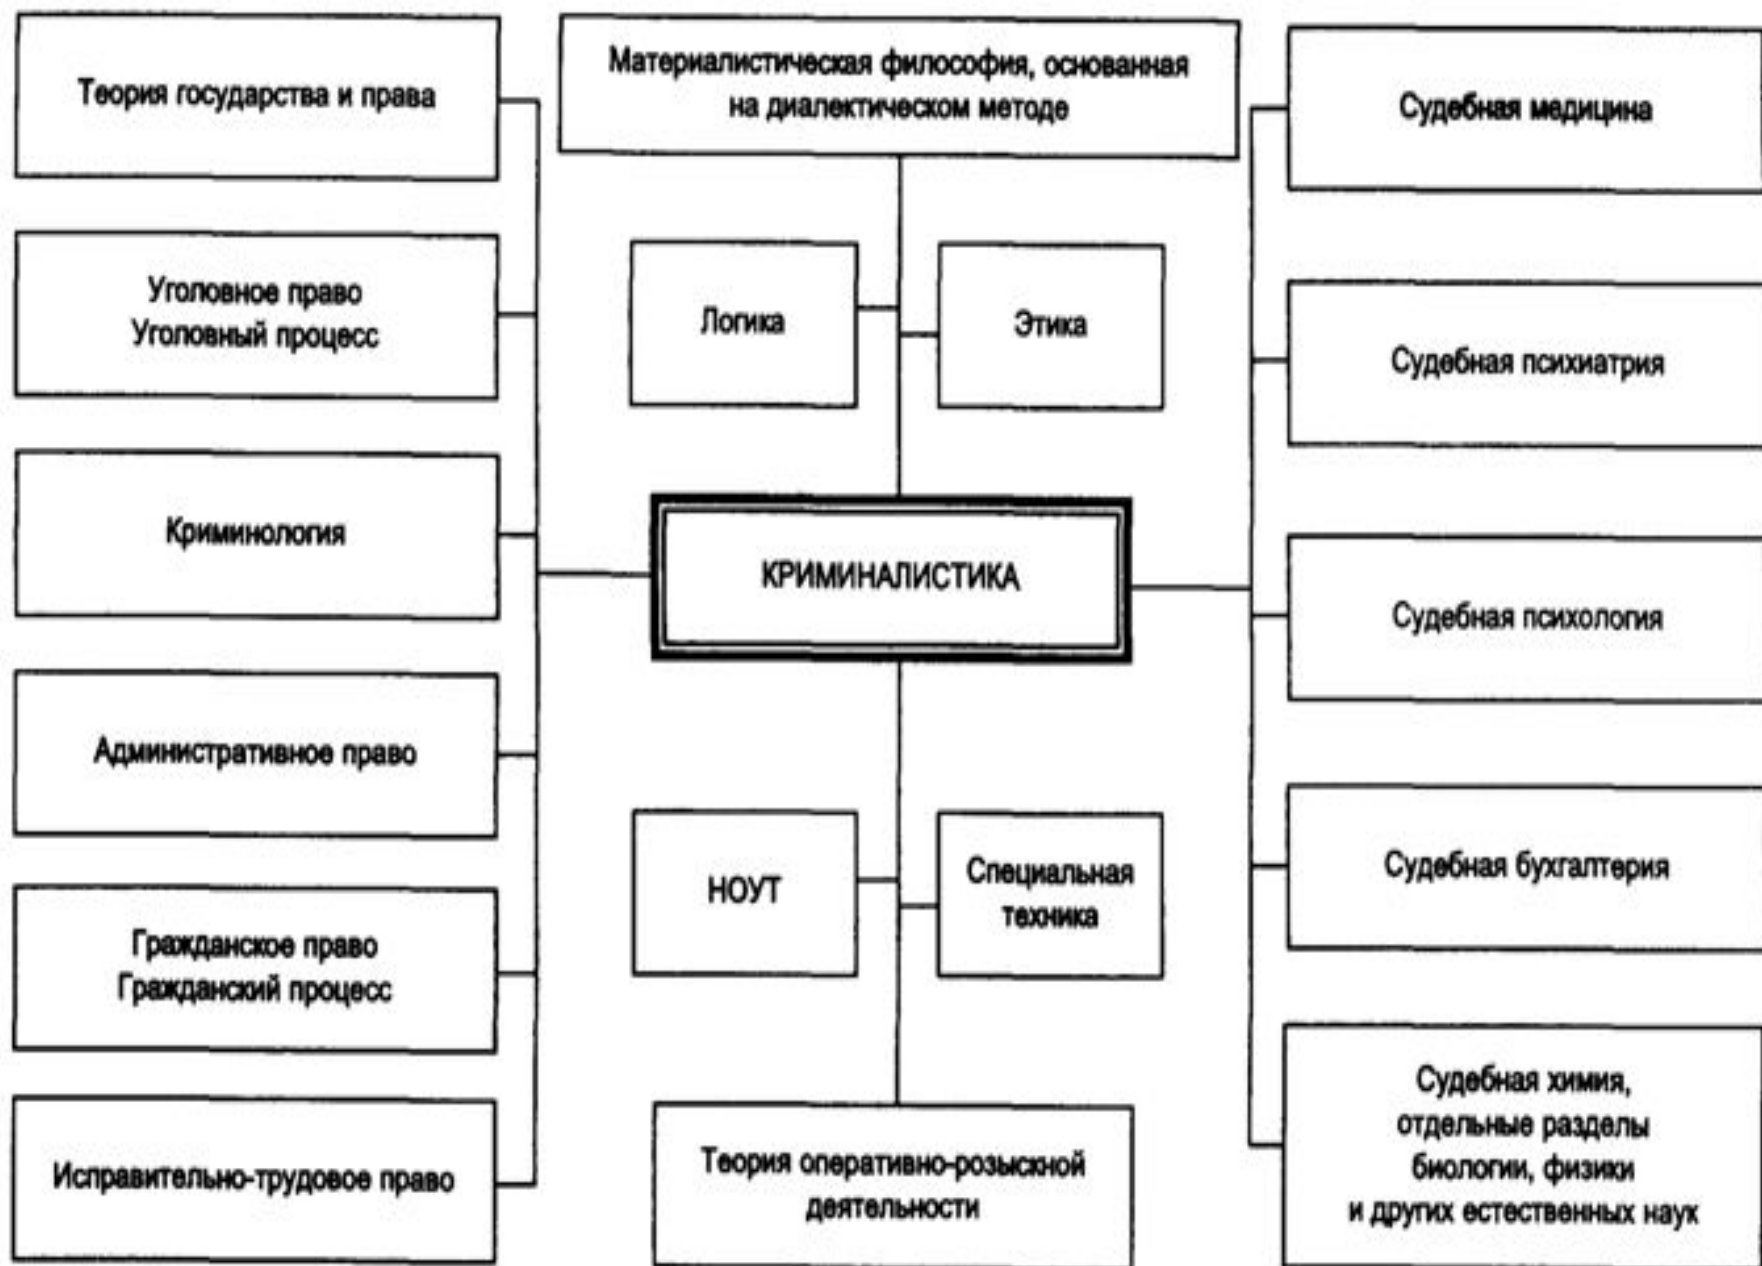 Теория государства и права
Уголовное право
Уголовный процесс
Криминология
Административное право
Гражданское право
Гражданский процесс
Исправительно-трудовое право
Материалистическая философия, основанная
на диалектическом методе
Логика
Этика
КРИМИНАЛИСТИКА
НОУТ
Специальная
техника
Теория оперативно-розыскной
деятельности
Судебная медицина
Судебная психиатрия
Судебная психология
Судебная бухгалтерия
Судебная химия,
отдельные разделы
биологии, физики
и других естественных наук